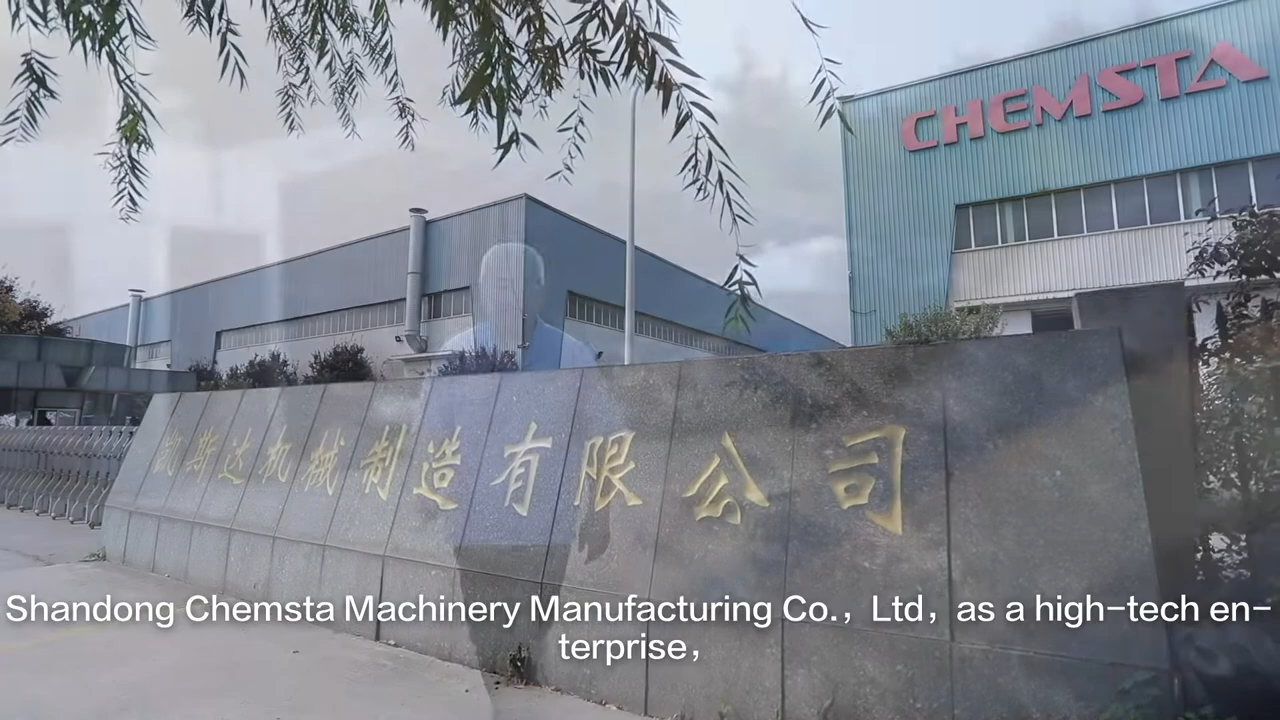 CHEMSTA
凯斯达机械制造有限公司
Shandong Chemsta Machinery Manufacturing Co.，Ltd，as a high-tech en-
terprise，